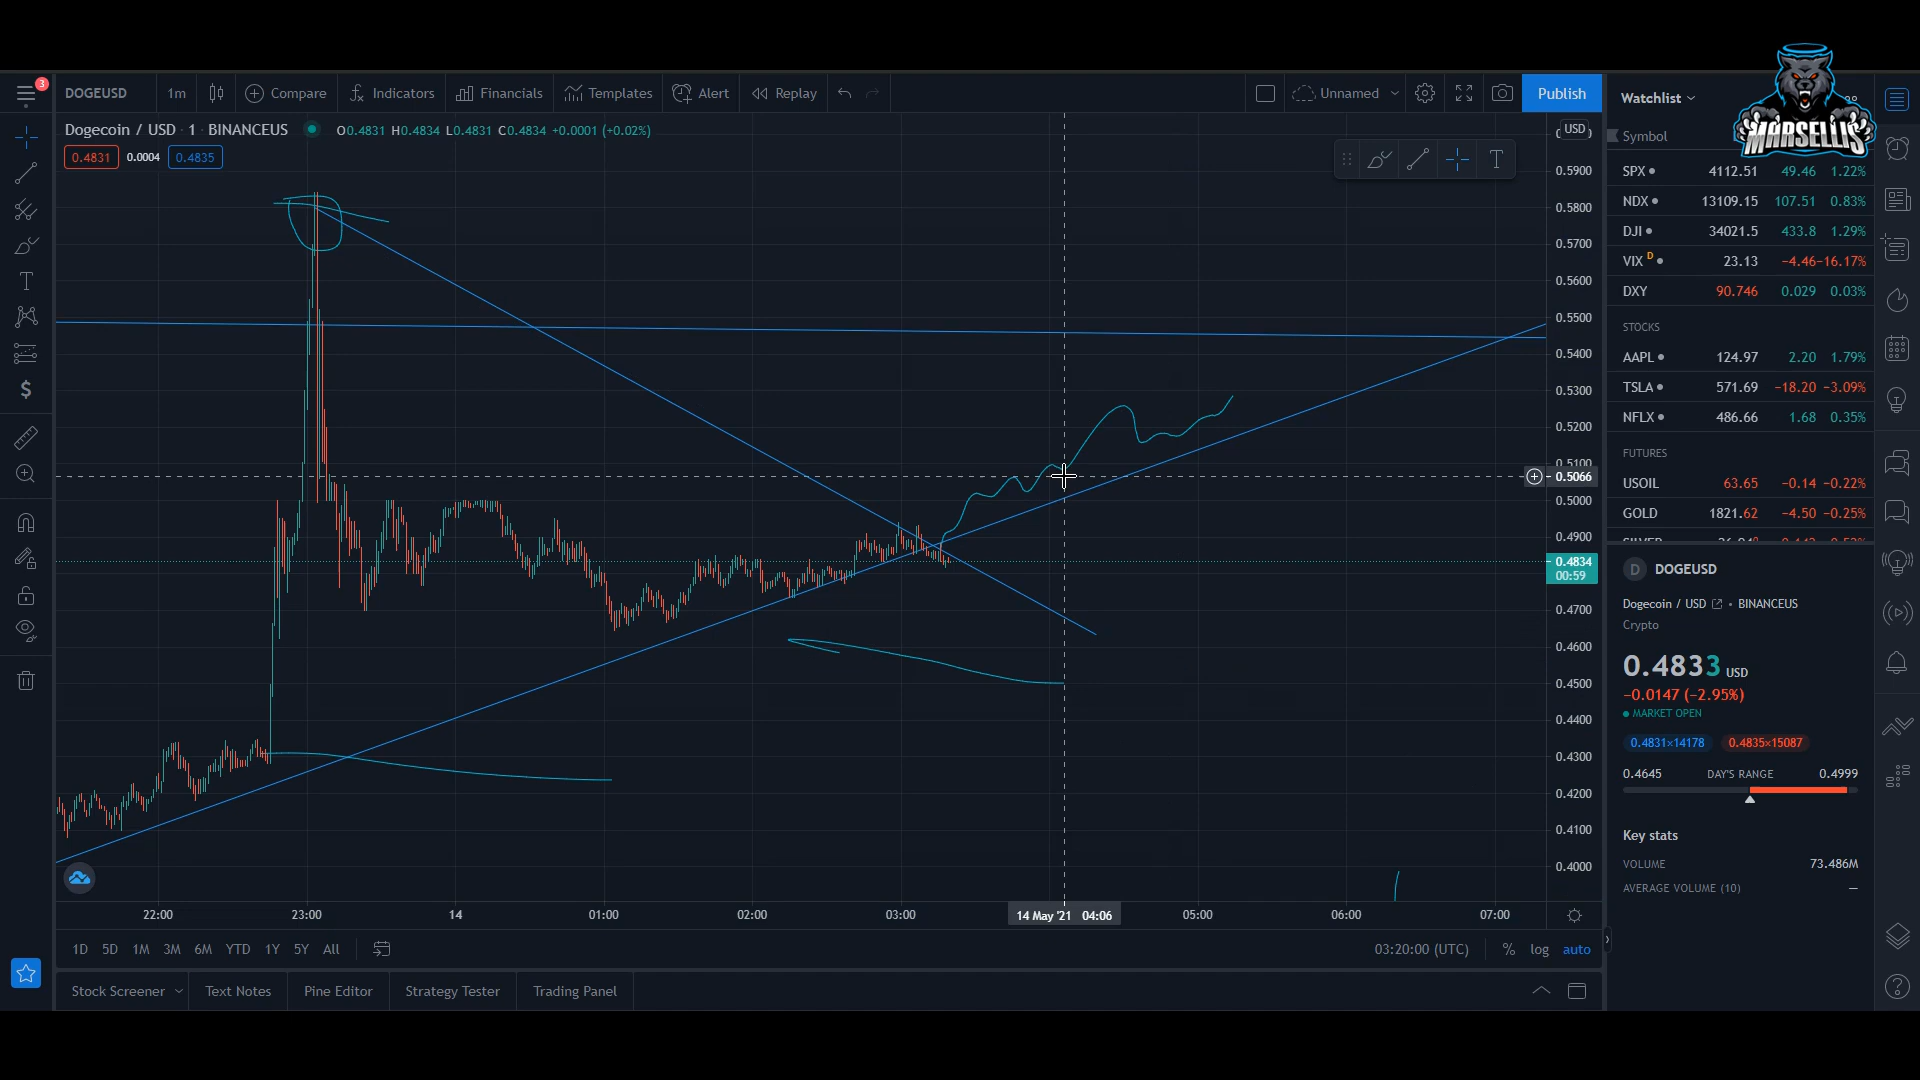 3
DOGEUSD 1m Compare Indicators Financials Templates Alert Replay Unnamed Publish
Dogecoin / USD · 1 · BINANCEUS O0.4831 H0.4834 L0.4831 C0.4834 +0.0001 (+0.02%)
0.4831 0.0004 0.4835
USD
0.5900
0.5800
0.5700
0.5600
0.5500
0.5400
0.5300
0.5200
0.5100
0.5066
0.5000
0.4900
0.4834
00:59
0.4700
0.4600
0.4500
0.4400
0.4300
0.4200
0.4100
0.4000
22:00 23:00 14 01:00 02:00 03:00 14 May '21 04:06 05:00 06:00 07:00
1D 5D 1M 3M 6M YTD 1Y 5Y All 03:20:00 (UTC) % log auto
Stock Screener Text Notes Pine Editor Strategy Tester Trading Panel
Watchlist
MARSELLIS
Symbol
SPX 4112.51 49.46 1.22%
NDX 13109.15 107.51 0.83%
DJI 34021.5 433.8 1.29%
VIX D 23.13 −4.46 −16.17%
DXY 90.746 0.029 0.03%
STOCKS
AAPL 124.97 2.20 1.79%
TSLA 571.69 −18.20 −3.09%
NFLX 486.66 1.68 0.35%
FUTURES
USOIL 63.65 −0.14 −0.22%
GOLD 1821.62 −4.50 −0.25%
D DOGEUSD
Dogecoin / USD • BINANCEUS
Crypto
0.4833 USD
−0.0147 (−2.95%)
MARKET OPEN
0.4831×14178 0.4835×15087
0.4645 DAY'S RANGE 0.4999
Key stats
VOLUME 73.486M
AVERAGE VOLUME (10) —